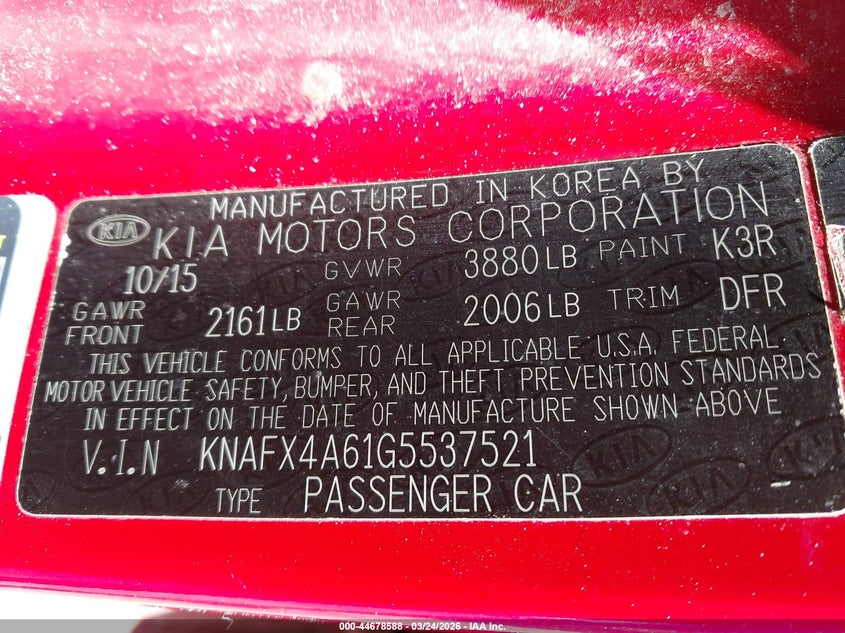 MANUFACTURED IN KOREA BY
KIA KIA MOTORS CORPORATION
10/15 GVWR 3880LB PAINT K3R
GAWR FRONT 2161LB GAWR REAR 2006LB TRIM DFR
THIS VEHICLE CONFORMS TO ALL APPLICABLE U.S.A. FEDERAL
MOTOR VEHICLE SAFETY, BUMPER, AND THEFT PREVENTION STANDARDS
IN EFFECT ON THE DATE OF MANUFACTURE SHOWN ABOVE
V.I.N KNAFX4A61G5537521
TYPE PASSENGER CAR
000-44678588 — 03/24/2026 — IAA Inc.